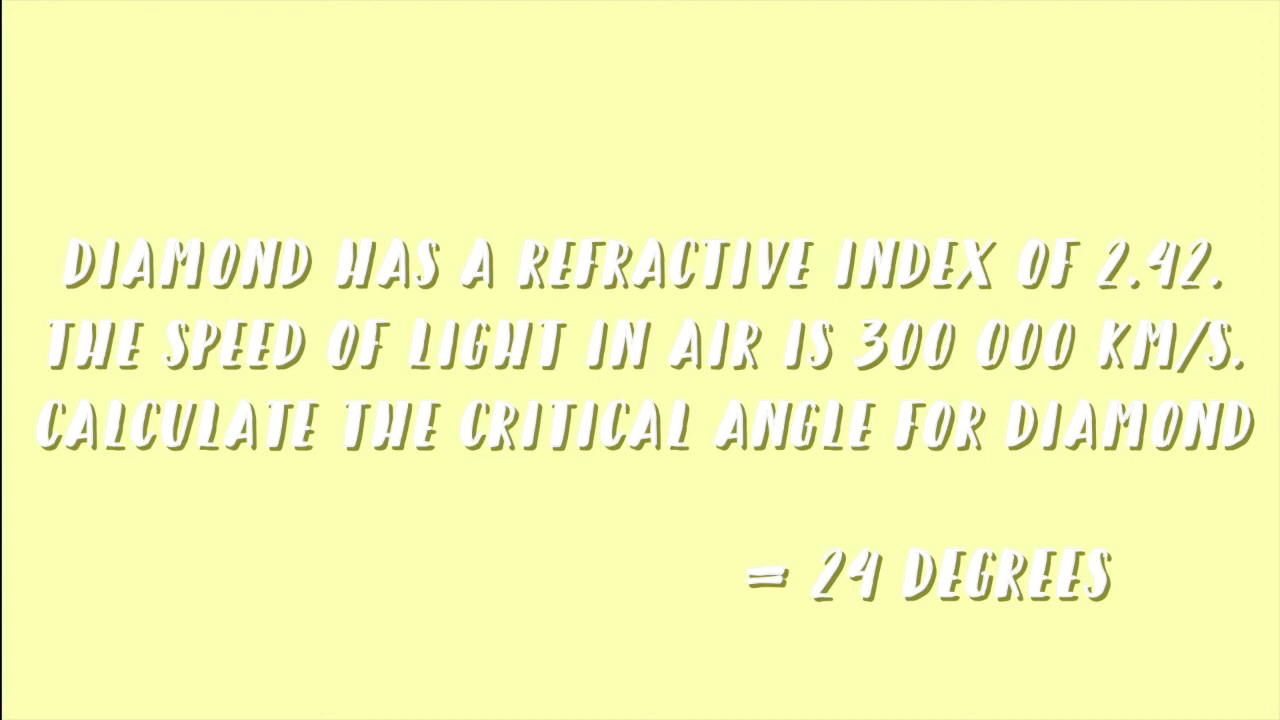 DIAMOND HAS A REFRACTIVE INDEX OF 2.42.
THE SPEED OF LIGHT IN AIR IS 300 000 KM/S.
CALCULATE THE CRITICAL ANGLE FOR DIAMOND
= 24 DEGREES